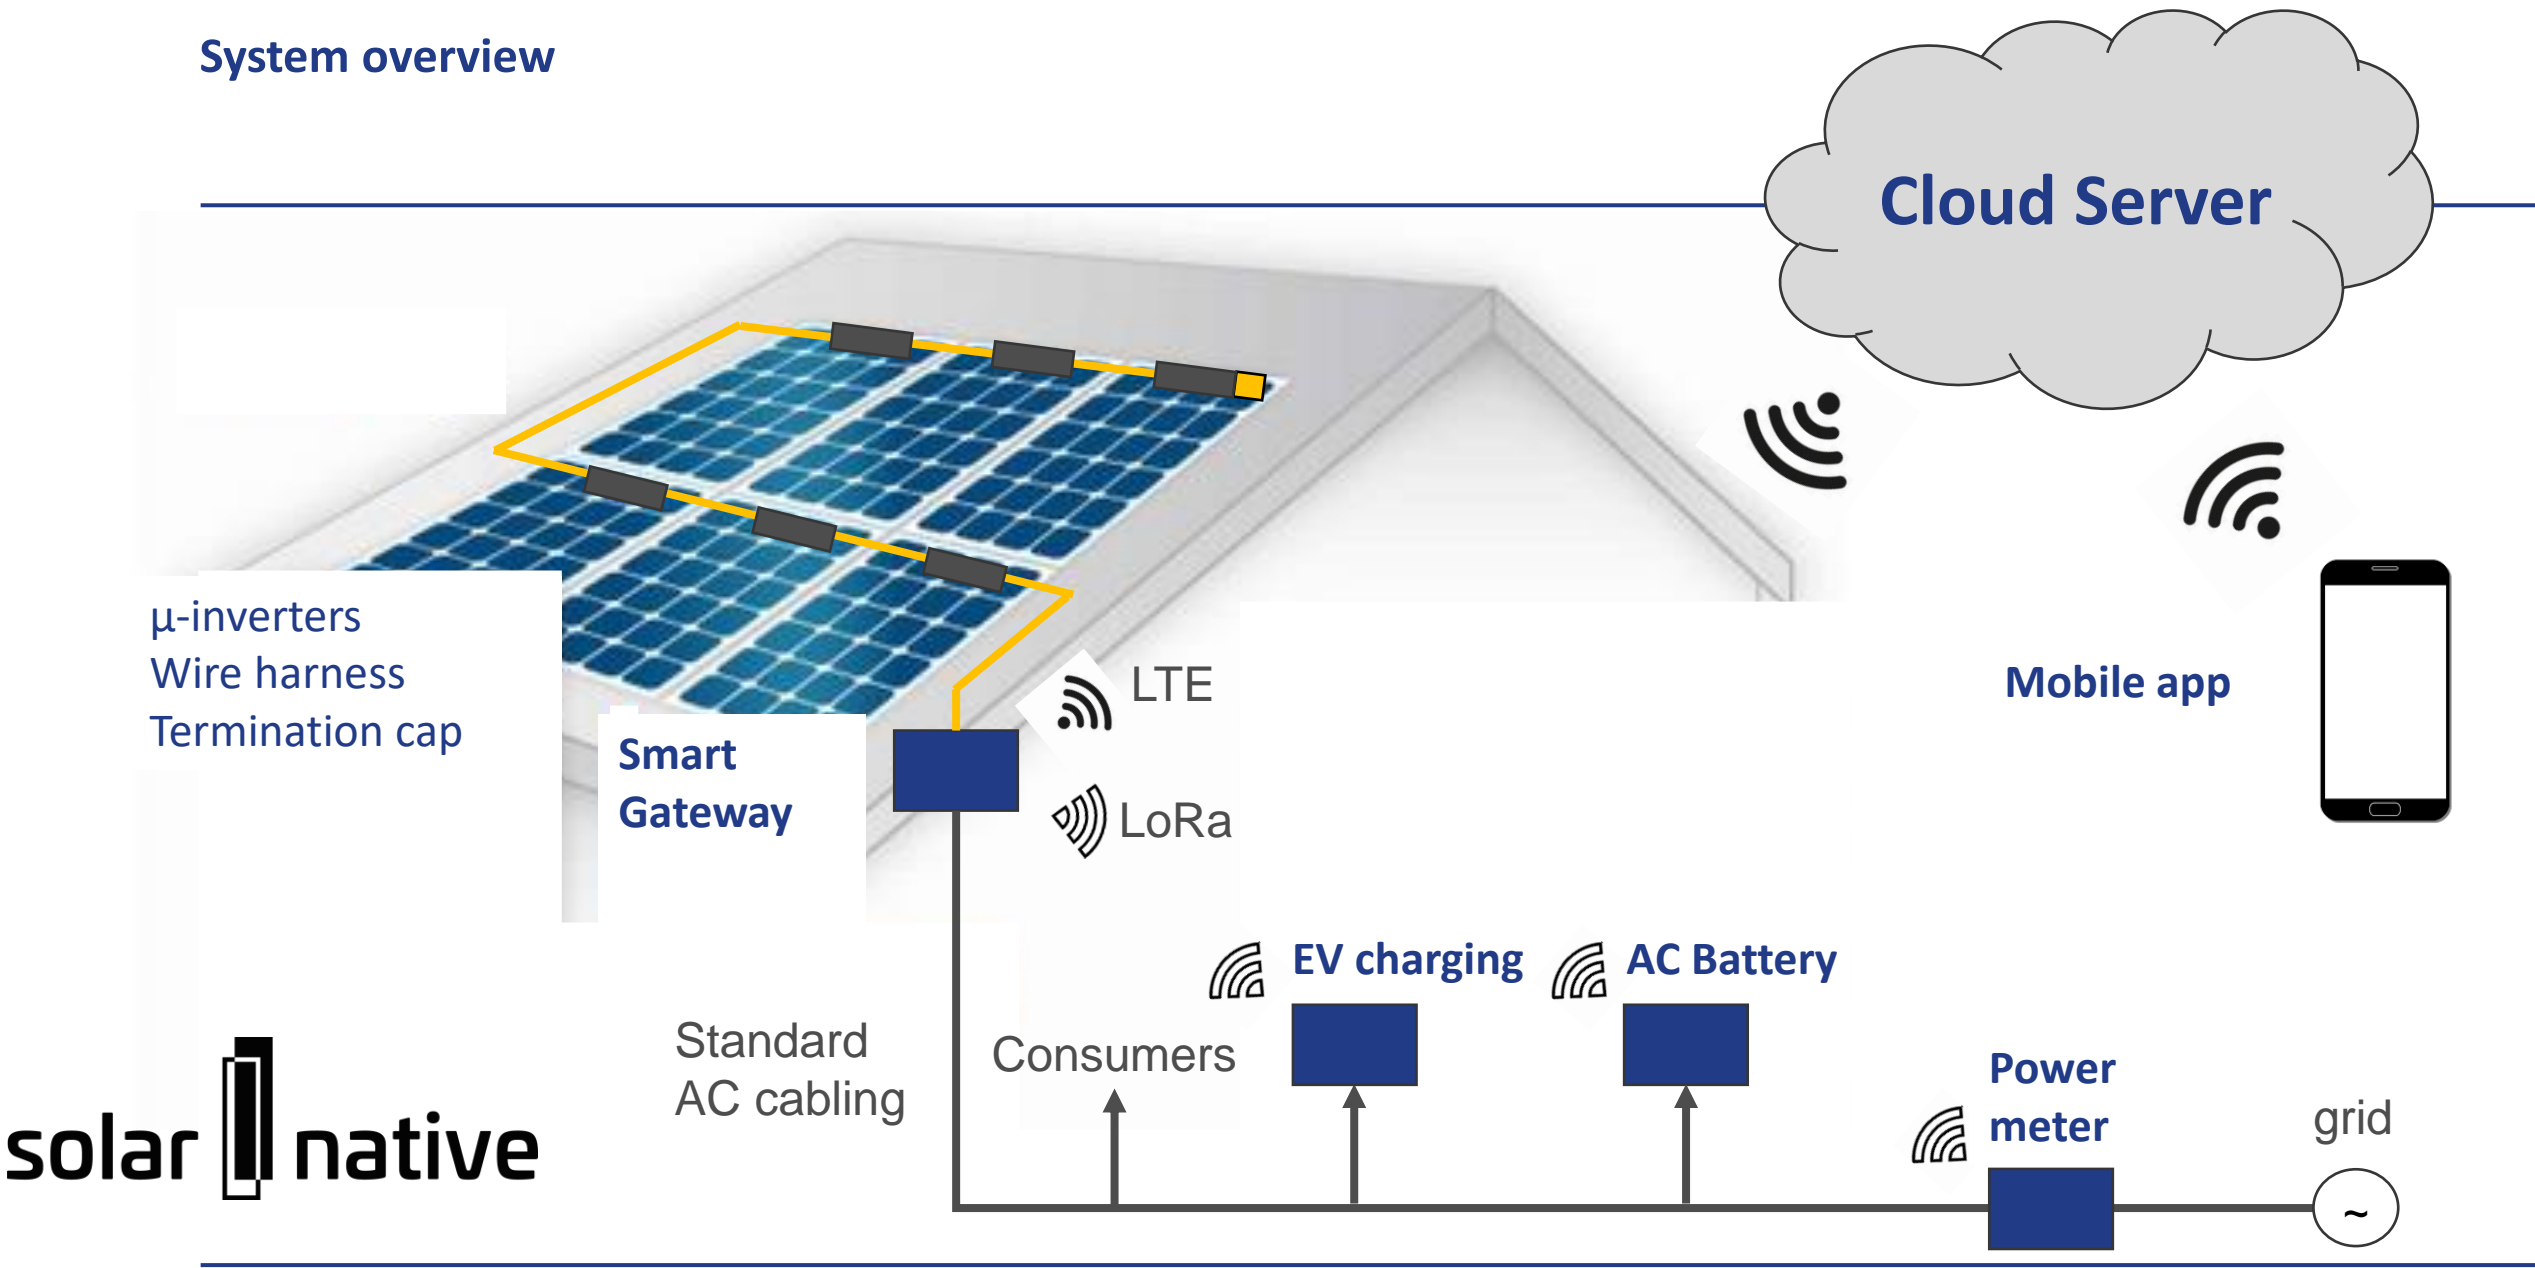 System overview
Cloud Server
μ-inverters
Wire harness
Termination cap
Smart
Gateway
LTE
LoRa
Mobile app
EV charging
AC Battery
Standard
AC cabling
Consumers
Power
meter
grid
~
solar native